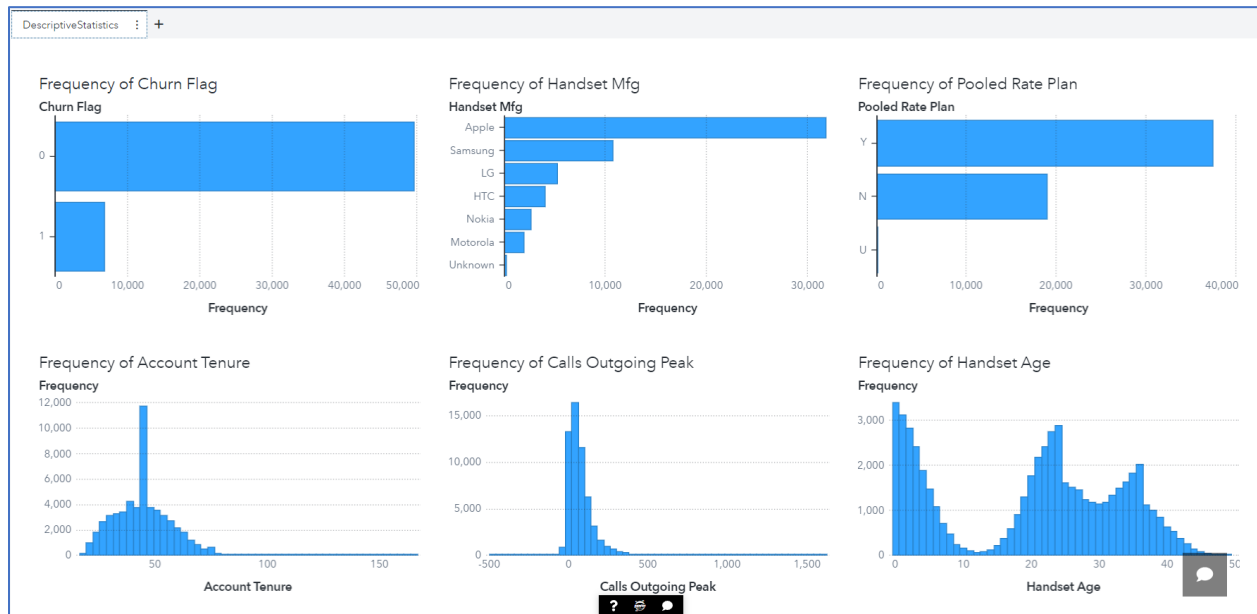 DescriptiveStatistics ⋮ +
Frequency of Churn Flag
Churn Flag
0
1
0 10,000 20,000 30,000 40,000 50,000
Frequency
Frequency of Handset Mfg
Handset Mfg
Apple
Samsung
LG
HTC
Nokia
Motorola
Unknown
0 10,000 20,000 30,000
Frequency
Frequency of Pooled Rate Plan
Pooled Rate Plan
Y
N
U
0 10,000 20,000 30,000 40,000
Frequency
Frequency of Account Tenure
Frequency
12,000
10,000
8,000
6,000
4,000
2,000
0
50 100 150
Account Tenure
Frequency of Calls Outgoing Peak
Frequency
15,000
10,000
5,000
0
-500 0 500 1,000 1,500
Calls Outgoing Peak
?
Frequency of Handset Age
Frequency
3,000
2,000
1,000
0
0 10 20 30 40
Handset Age